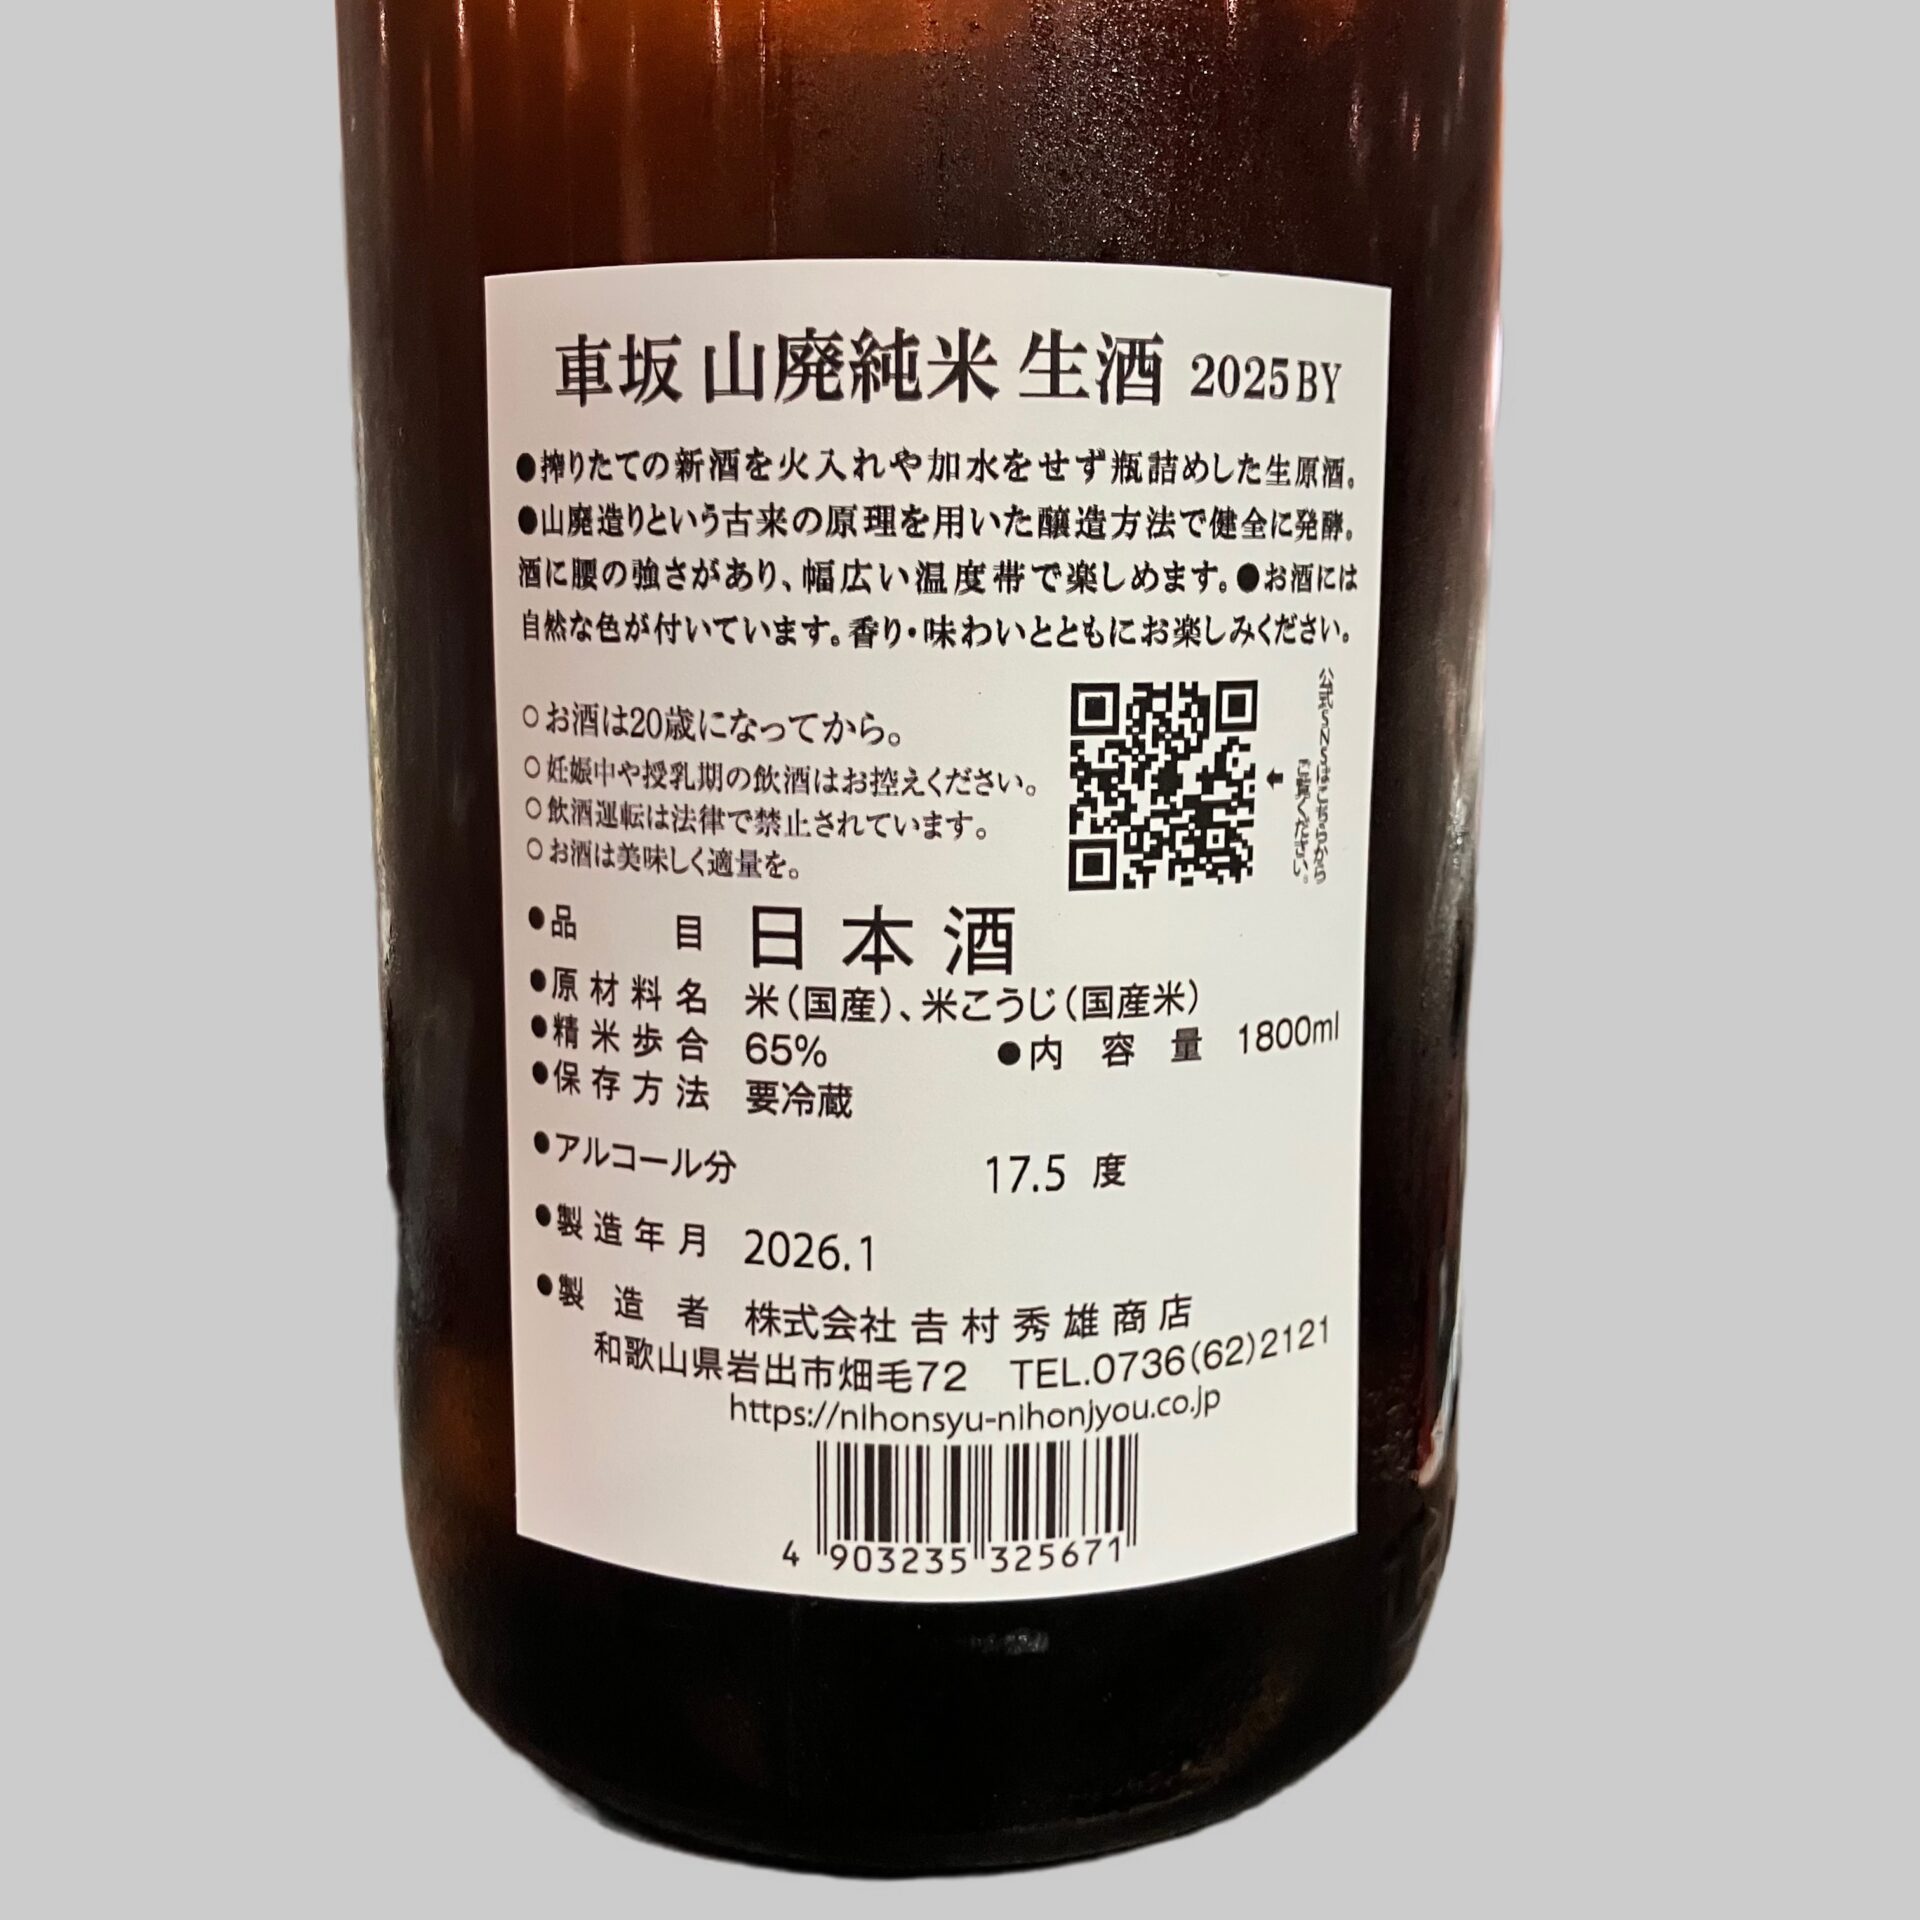 車坂 山廃純米 生酒 2025BY
●搾りたての新酒を火入れや加水をせず瓶詰めした生原酒。
●山廃造りという古来の原理を用いた醸造方法で健全に発酵。
酒に腰の強さがあり、幅広い温度帯で楽しめます。●お酒には
自然な色が付いています。香り・味わいとともにお楽しみください。
○お酒は20歳になってから。
○妊娠中や授乳期の飲酒はお控えください。
○飲酒運転は法律で禁止されています。
○お酒は美味しく適量を。
公式SNSはこちらから
ご覧ください。
●品目 日本酒
●原材料名 米(国産)、米こうじ(国産米)
●精米歩合 65% ●内容量 1800ml
●保存方法 要冷蔵
●アルコール分 17.5 度
●製造年月 2026.1
●製造者 株式会社𠮷村秀雄商店
和歌山県岩出市畑毛72 TEL.0736(62)2121
https://nihonsyu-nihonjyou.co.jp
4 903235 325671